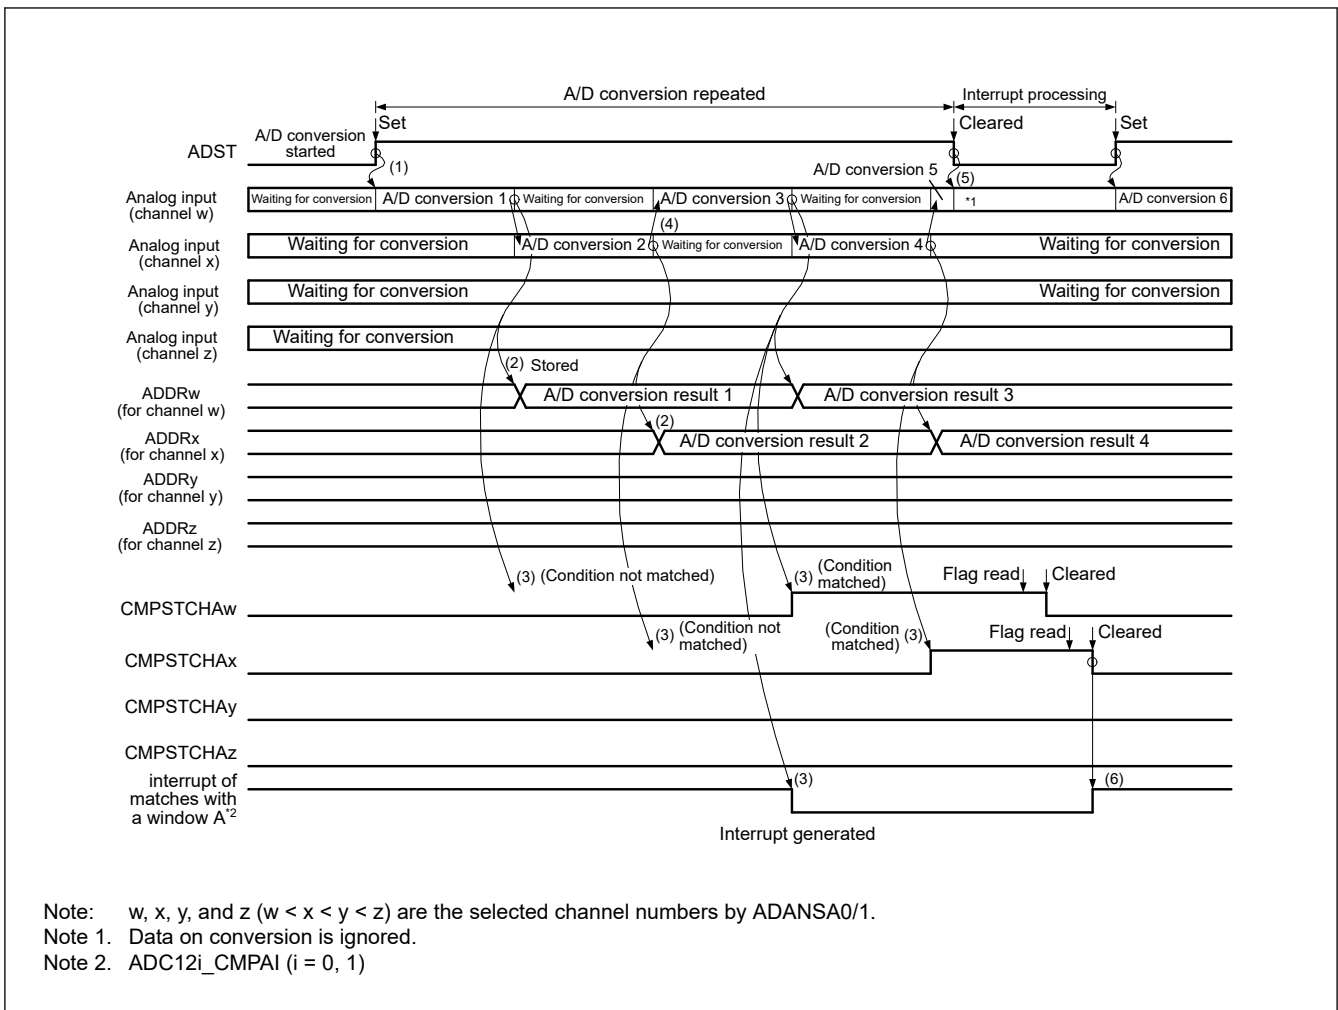 A/D conversion repeated
Interrupt processing
Set
Cleared
Set
A/D conversion
started
ADST
(1)
A/D conversion 5
(5)
Analog input
(channel w)
Waiting for conversion
A/D conversion 1
Waiting for conversion
A/D conversion 3
Waiting for conversion
*1
A/D conversion 6
(4)
Analog input
(channel x)
Waiting for conversion
A/D conversion 2
Waiting for conversion
A/D conversion 4
Waiting for conversion
Analog input
(channel y)
Waiting for conversion
Waiting for conversion
Analog input
(channel z)
Waiting for conversion
(2) Stored
ADDRw
(for channel w)
A/D conversion result 1
A/D conversion result 3
(2)
ADDRx
(for channel x)
A/D conversion result 2
A/D conversion result 4
ADDRy
(for channel y)
ADDRz
(for channel z)
(3) (Condition not matched)
(3) (Condition
matched)
Flag read
Cleared
CMPSTCHAw
(3) (Condition not
matched)
(Condition (3)
matched)
Flag read
Cleared
CMPSTCHAx
CMPSTCHAy
CMPSTCHAz
interrupt of
matches with
a window A*2
(3)
(6)
Interrupt generated
Note: w, x, y, and z (w < x < y < z) are the selected channel numbers by ADANSA0/1.
Note 1. Data on conversion is ignored.
Note 2. ADC12i_CMPAI (i = 0, 1)